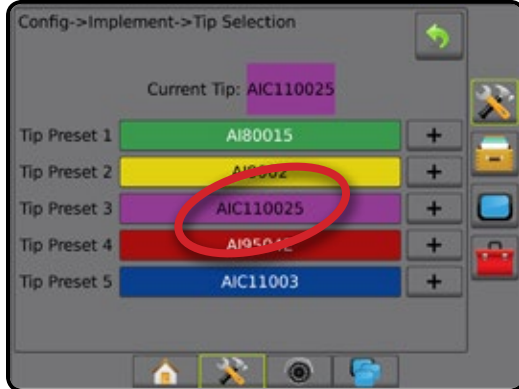 Config->Implement->Tip Selection
Current Tip: AIC110025
Tip Preset 1 AI80015 +
Tip Preset 2 AI8002 +
Tip Preset 3 AIC110025 +
Tip Preset 4 +
Tip Preset 5 AIC11003 +